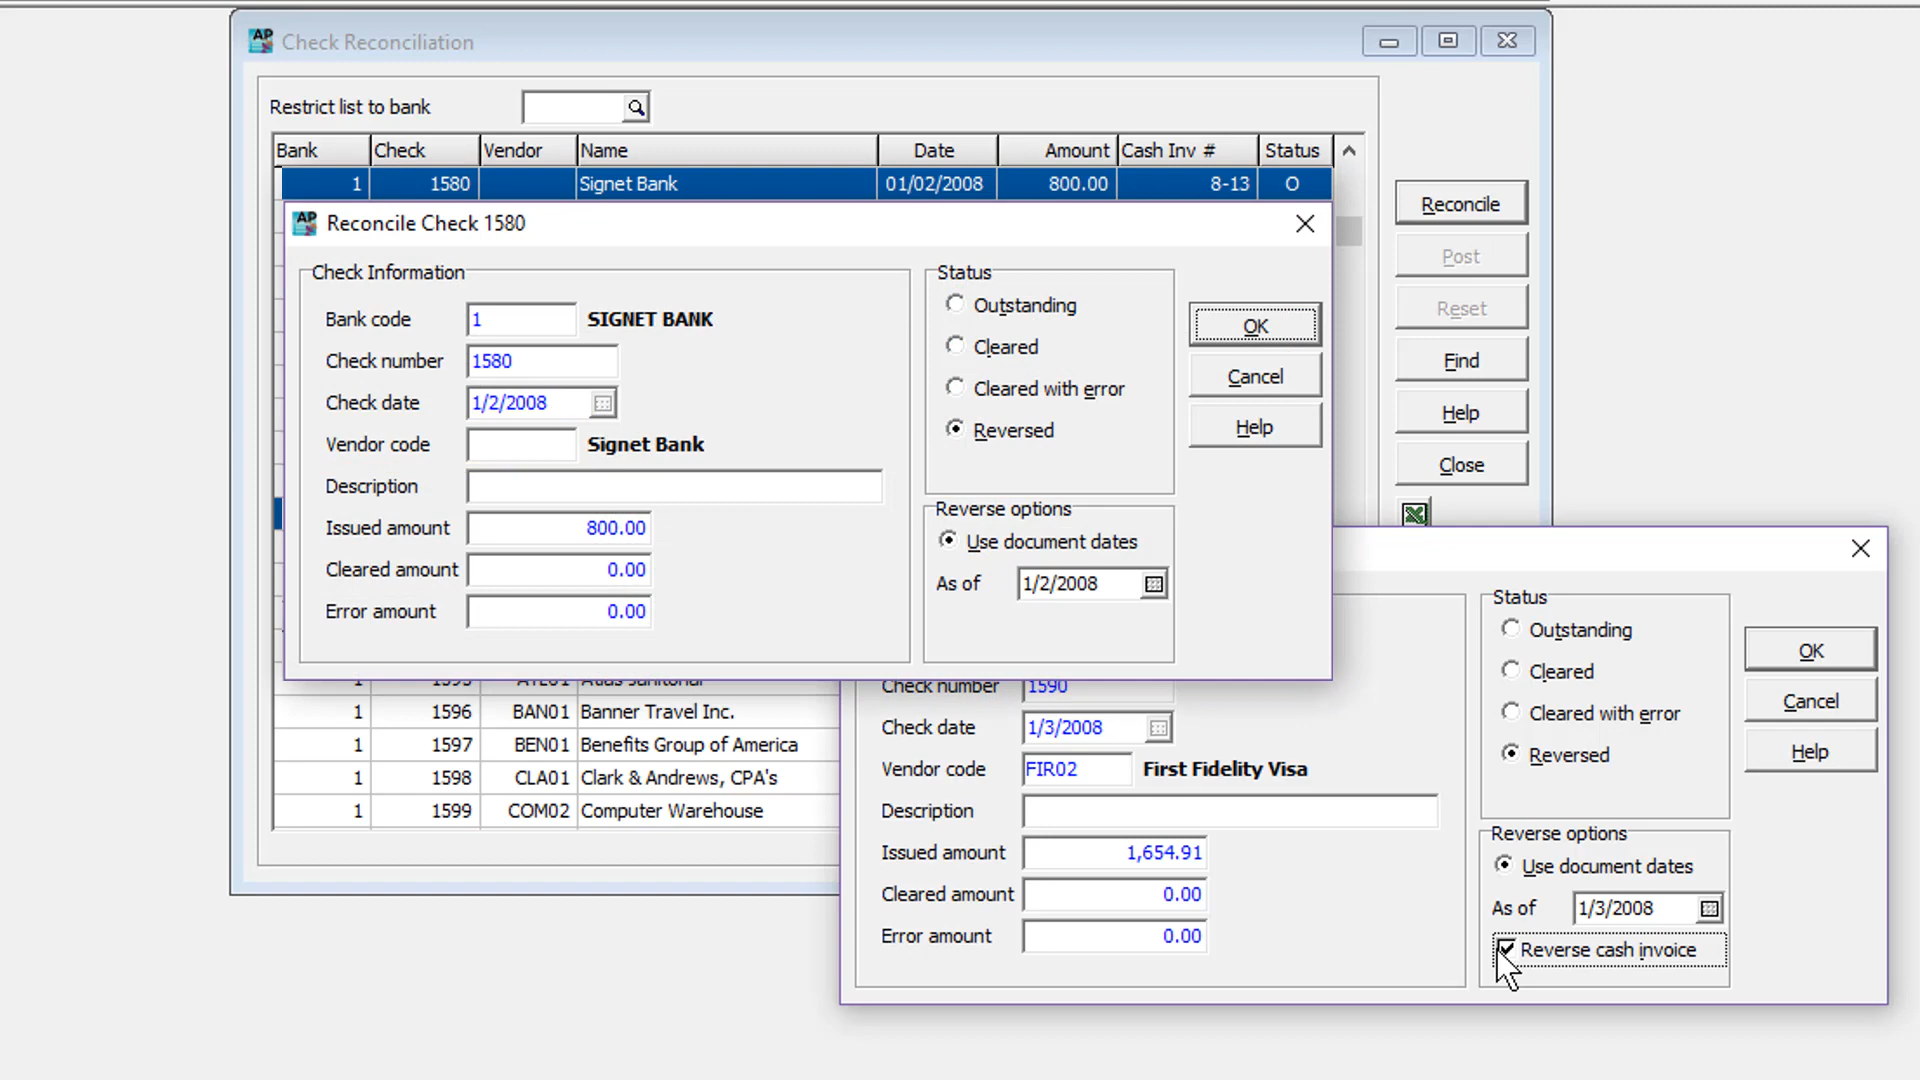 AP Check Reconciliation
Restrict list to bank
Bank Check Vendor Name Date Amount Cash Inv # Status
1 1580 Signet Bank 01/02/2008 800.00 8-13 O
Reconcile
Post
Reset
Find
Help
Close
AP Reconcile Check 1580
Check Information
Bank code 1 SIGNET BANK
Check number 1580
Check date 1/2/2008
Vendor code Signet Bank
Description
Issued amount 800.00
Cleared amount 0.00
Error amount 0.00
Status
Outstanding
Cleared
Cleared with error
Reversed
OK
Cancel
Help
Reverse options
Use document dates
As of 1/2/2008
1 1596 BAN01 Banner Travel Inc.
1 1597 BEN01 Benefits Group of America
1 1598 CLA01 Clark & Andrews, CPA's
1 1599 COM02 Computer Warehouse
Check number 1590
Check date 1/3/2008
Vendor code FIR02 First Fidelity Visa
Description
Issued amount 1,654.91
Cleared amount 0.00
Error amount 0.00
Status
Outstanding
Cleared
Cleared with error
Reversed
OK
Cancel
Help
Reverse options
Use document dates
As of 1/3/2008
Reverse cash invoice